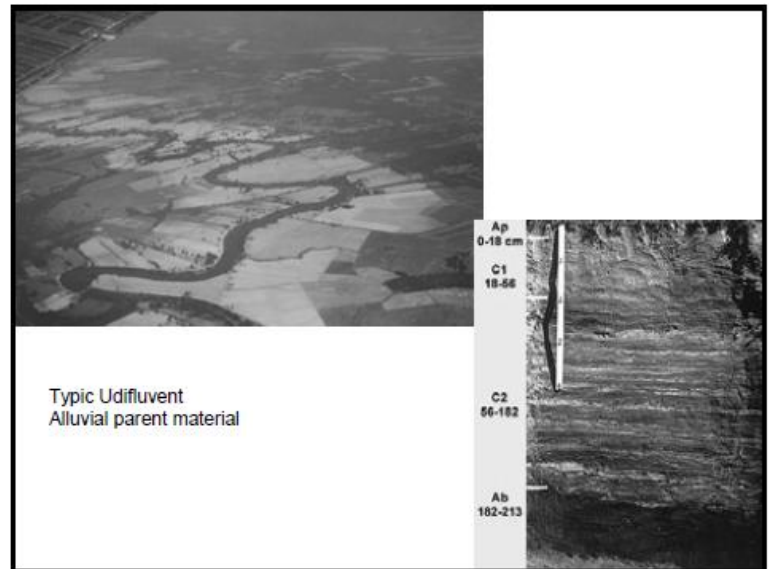 Typic Udifluvent
Alluvial parent material
Ap
0-18 cm
C1
18-56
C2
56-182
Ab
182-213